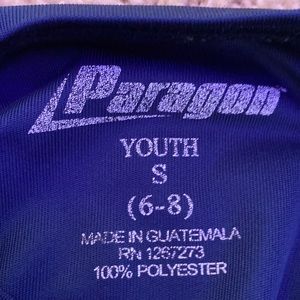 Paragon
YOUTH
S
(6-8)
MADE IN GUATEMALA
RN 1267273
100% POLYESTER